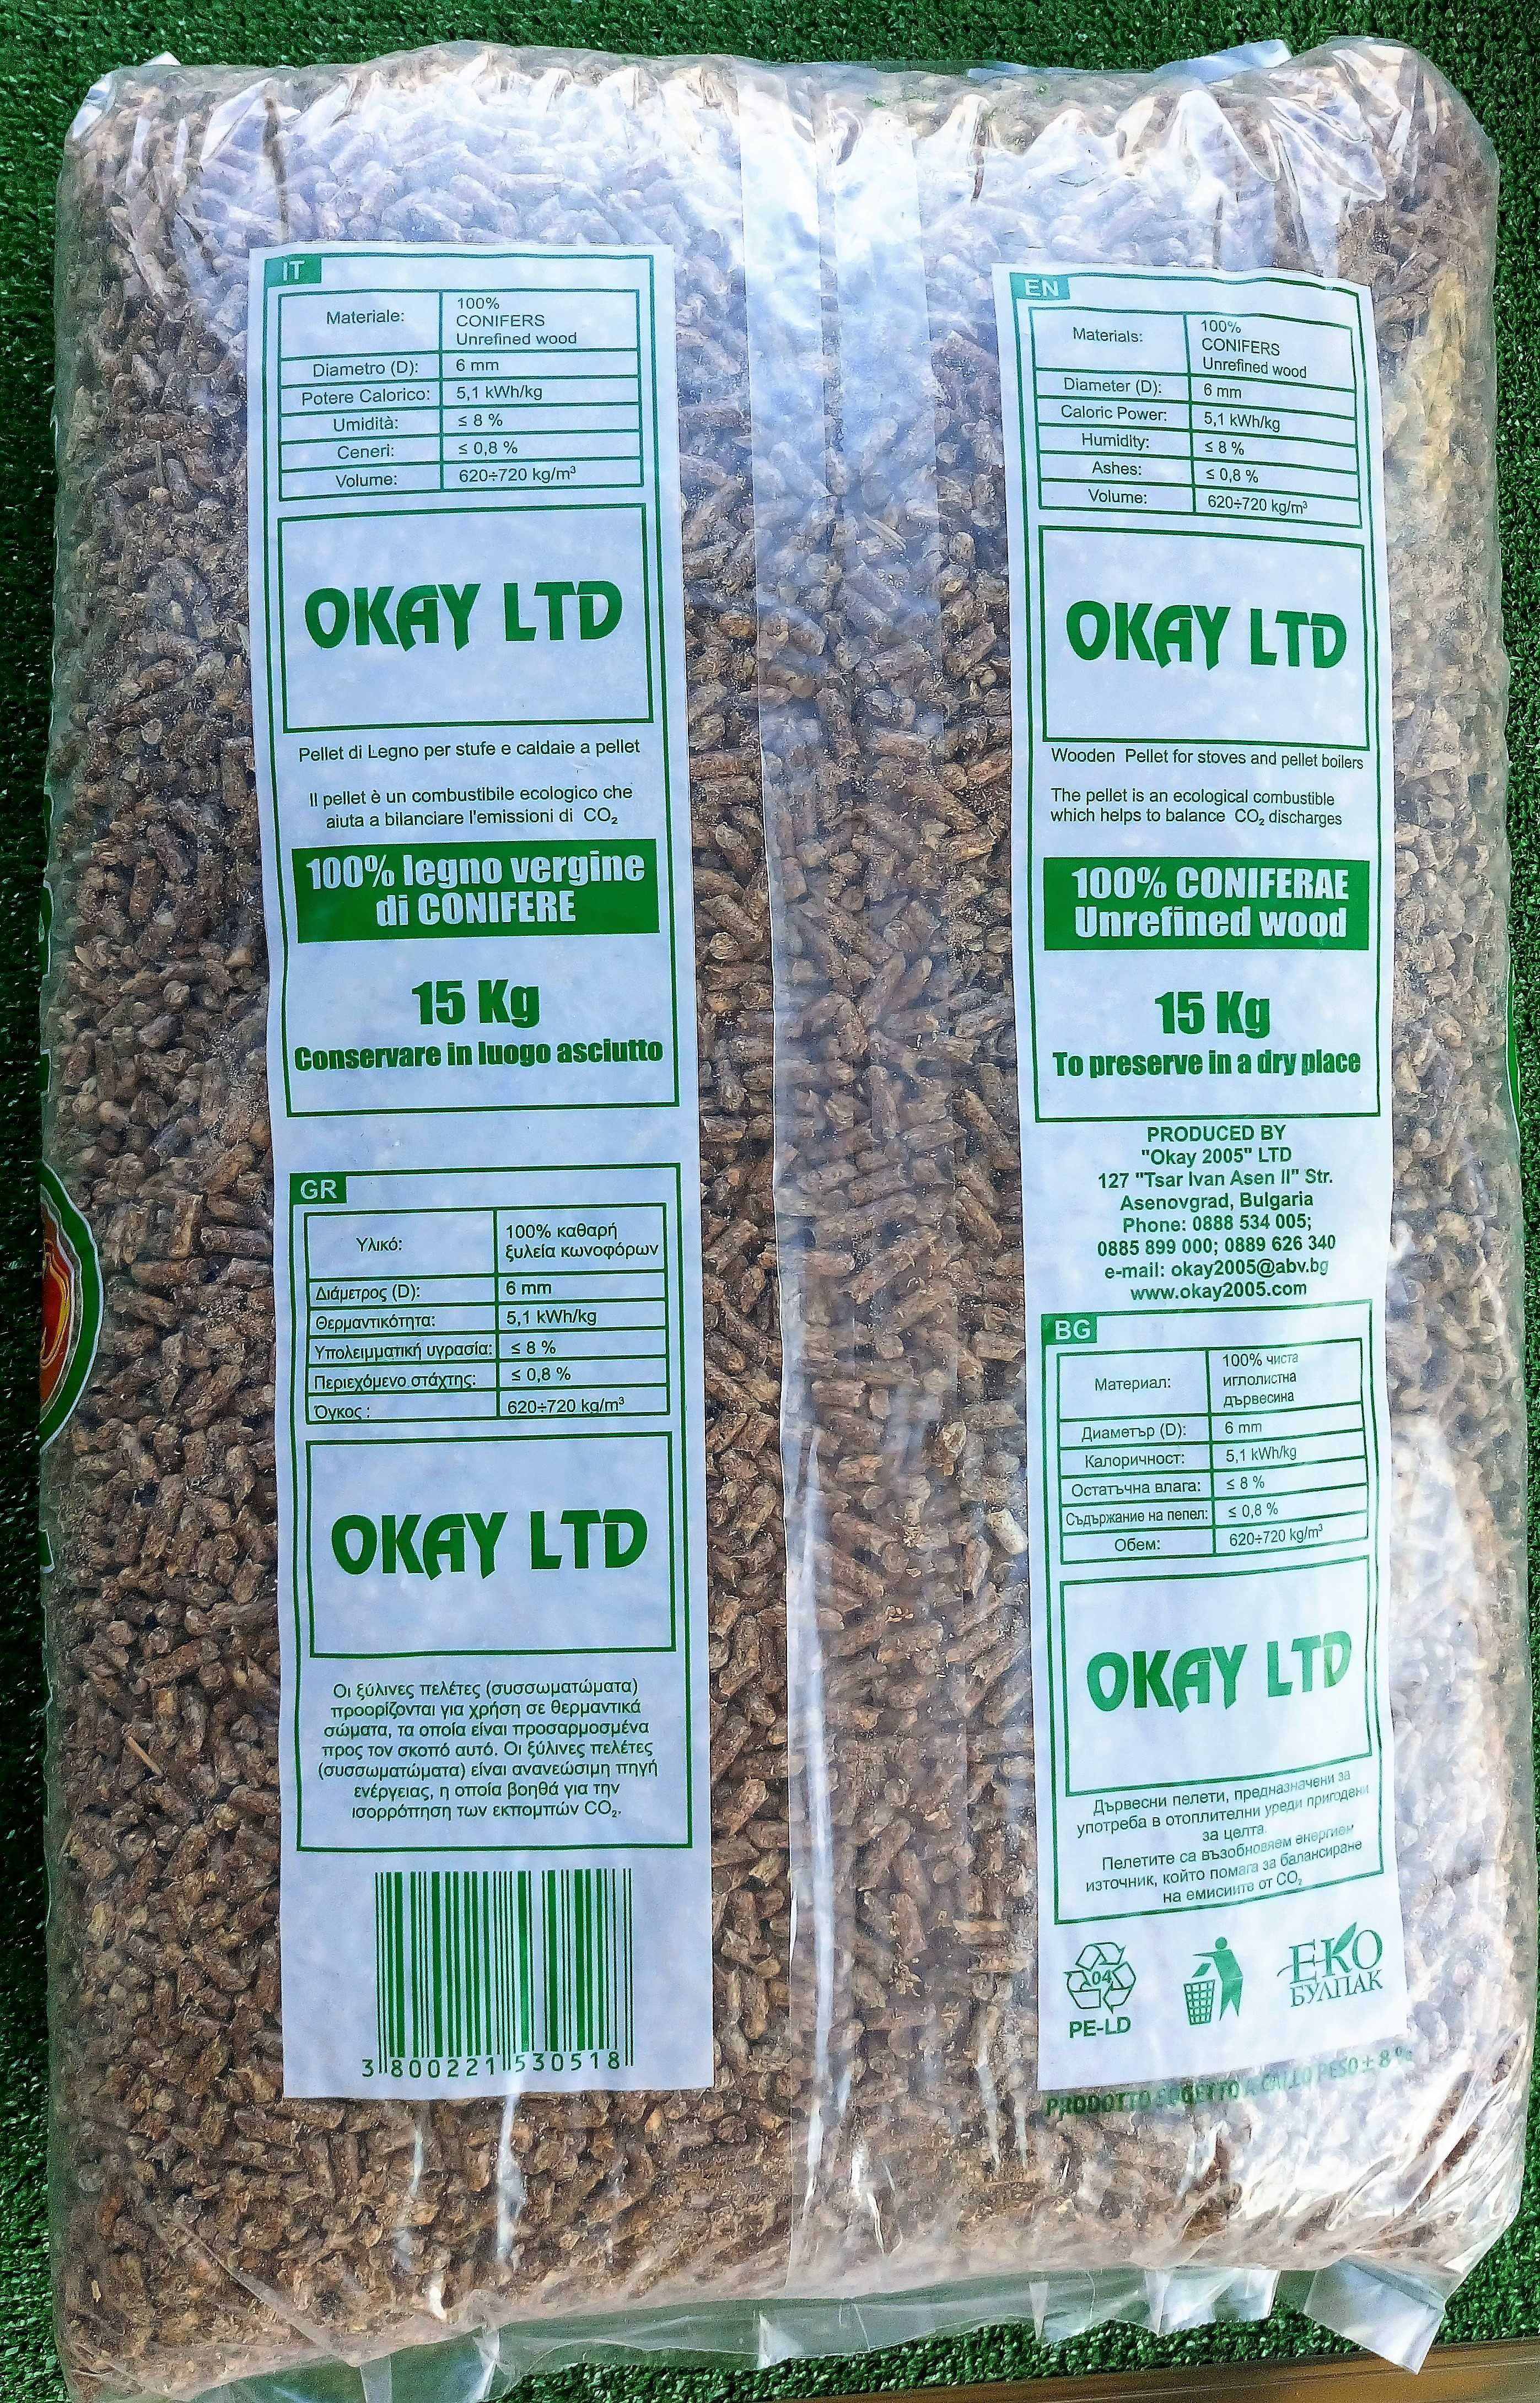 IT
Materiale:
100%
CONIFERS
Unrefined wood
Diametro (D): 6 mm
Potere Calorico: 5,1 kWh/kg
Umidità: ≤ 8 %
Ceneri: ≤ 0,8 %
Volume: 620÷720 kg/m³
OKAY LTD
Pellet di Legno per stufe e caldaie a pellet
Il pellet è un combustibile ecologico che
aiuta a bilanciare l'emissioni di CO₂
100% legno vergine
di CONIFERE
15 Kg
Conservare in luogo asciutto
GR
Υλικό:
100% καθαρή
ξυλεία κωνοφόρων
Διάμετρος (D): 6 mm
Θερμαντικότητα: 5,1 kWh/kg
Υπολειμματική υγρασία: ≤ 8 %
Περιεχόμενο στάχτης: ≤ 0,8 %
Όγκος : 620÷720 kg/m³
OKAY LTD
Οι ξύλινες πελέτες (συσσωματώματα)
προορίζονται για χρήση σε θερμαντικά
σώματα, τα οποία είναι προσαρμοσμένα
προς τον σκοπό αυτό. Οι ξύλινες πελέτες
(συσσωματώματα) είναι ανανεώσιμη πηγή
ενέργειας, η οποία βοηθά για την
ισορρόπηση των εκπομπών CO₂.
3 800221 530518
EN
Materials:
100%
CONIFERS
Unrefined wood
Diameter (D): 6 mm
Caloric Power: 5,1 kWh/kg
Humidity: ≤ 8 %
Ashes: ≤ 0,8 %
Volume: 620÷720 kg/m³
OKAY LTD
Wooden Pellet for stoves and pellet boilers
The pellet is an ecological combustible
which helps to balance CO₂ discharges
100% CONIFERAE
Unrefined wood
15 Kg
To preserve in a dry place
PRODUCED BY
"Okay 2005" LTD
127 "Tsar Ivan Asen II" Str.
Asenovgrad, Bulgaria
Phone: 0888 534 005;
0885 899 000; 0889 626 340
e-mail: okay2005@abv.bg
www.okay2005.com
BG
Материал:
100% чиста
иглолистна
дървесина
Диаметър (D): 6 mm
Калоричност: 5,1 kWh/kg
Остатъчна влага: ≤ 8 %
Съдържание на пепел: ≤ 0,8 %
Обем: 620÷720 kg/m³
OKAY LTD
Дървесни пелети, предназначени за
употреба в отоплителни уреди пригодени
за целта.
Пелетите са възобновяем енергиен
източник, който помага за балансиране
на емисиите от CO₂
04
PE-LD
ЕКО
БУЛПАК
PRODOTTO SOGETTO A CALLO PESO ± 8 %